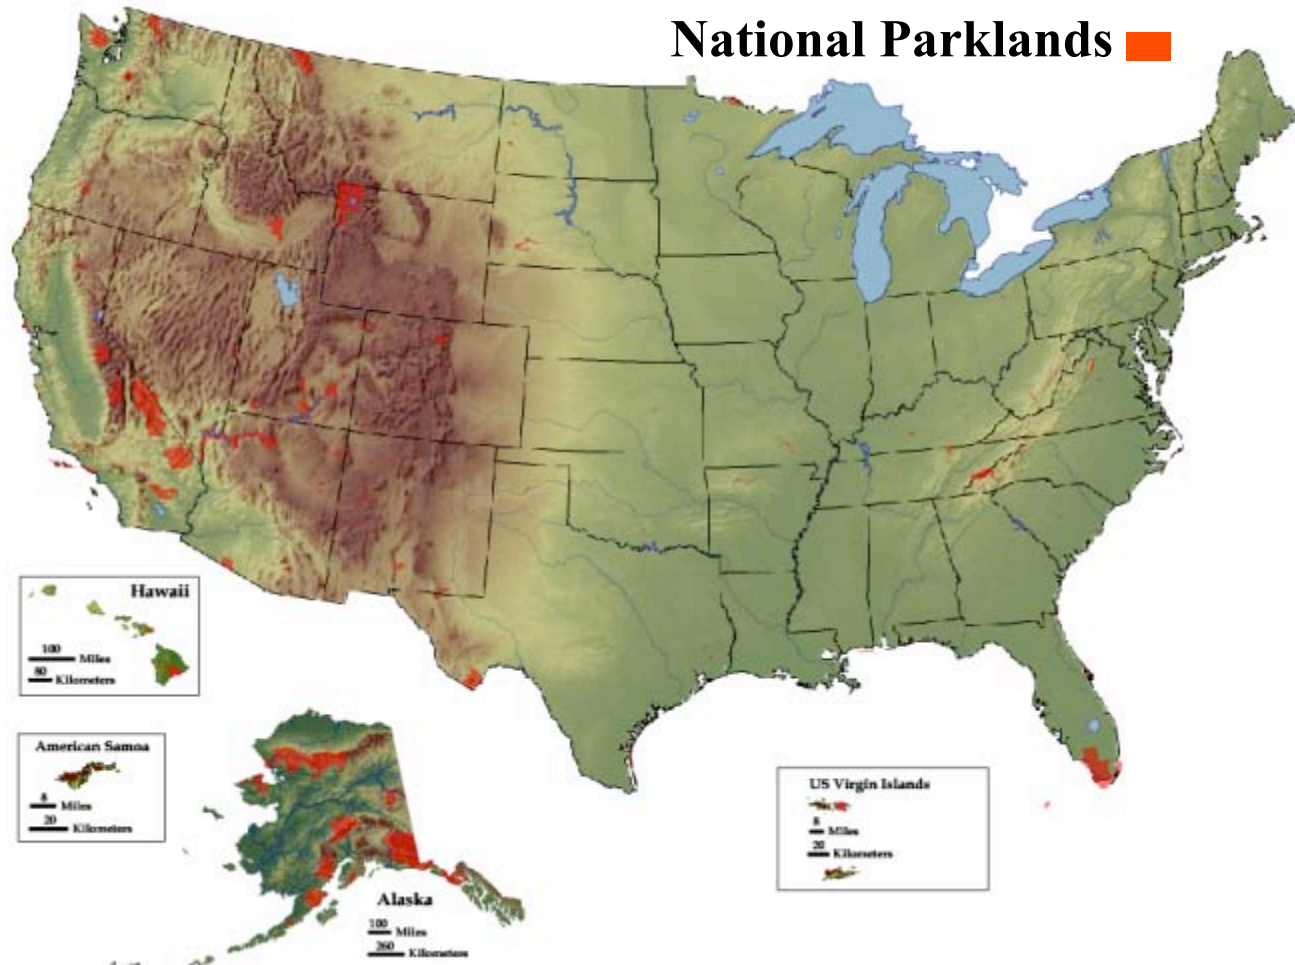 National Parklands
Hawaii
100
Miles
80
Kilometers
American Samoa
8
Miles
20
Kilometers
US Virgin Islands
8
Miles
20
Kilometers
Alaska
100
Miles
260
Kilometers